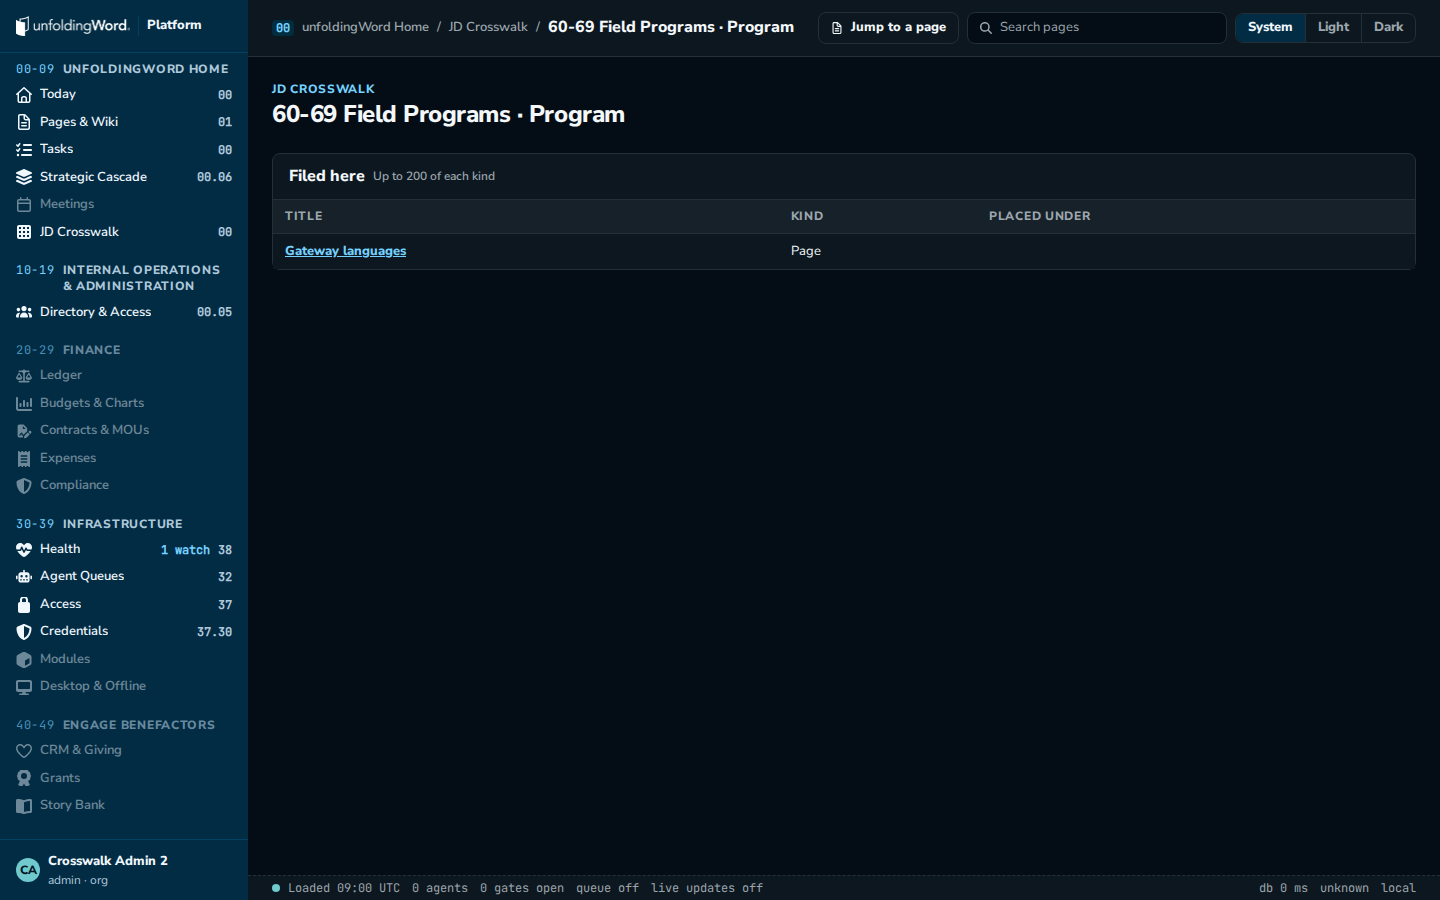 unfoldingWord. Platform
00-09 UNFOLDINGWORD HOME
Today 00
Pages & Wiki 01
Tasks 00
Strategic Cascade 00.06
Meetings
JD Crosswalk 00
10-19 INTERNAL OPERATIONS
& ADMINISTRATION
Directory & Access 00.05
20-29 FINANCE
Ledger
Budgets & Charts
Contracts & MOUs
Expenses
Compliance
30-39 INFRASTRUCTURE
Health 1 watch 38
Agent Queues 32
Access 37
Credentials 37.30
Modules
Desktop & Offline
40-49 ENGAGE BENEFACTORS
CRM & Giving
Grants
Story Bank
CA Crosswalk Admin 2
admin · org
00 unfoldingWord Home / JD Crosswalk / 60-69 Field Programs · Program Jump to a page Search pages System Light Dark
JD CROSSWALK
60-69 Field Programs · Program
Filed here Up to 200 of each kind
TITLE KIND PLACED UNDER
Gateway languages Page
Loaded 09:00 UTC 0 agents 0 gates open queue off live updates off db 0 ms unknown local